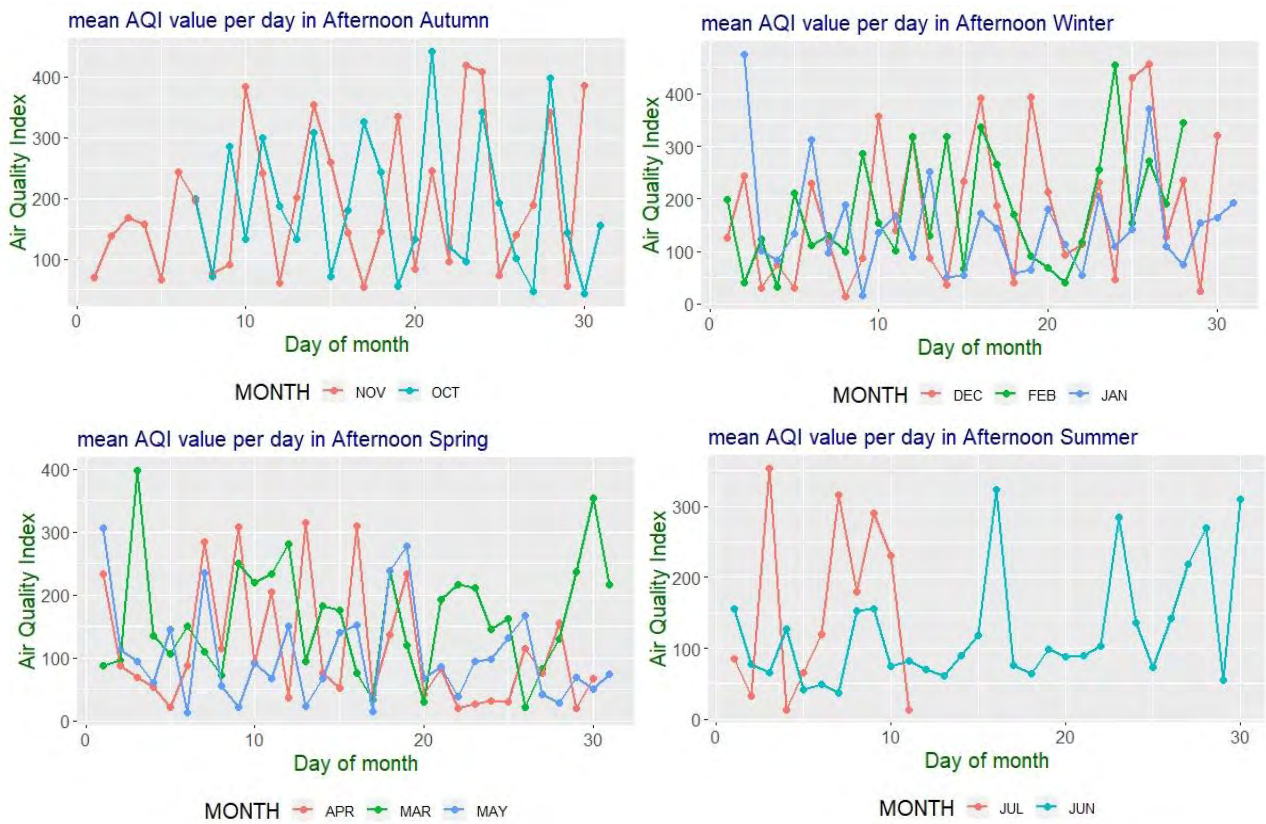 mean AQI value per day in Afternoon Autumn
Air Quality Index
400
300
200
100
0
10
20
30
Day of month
MONTH NOV OCT
mean AQI value per day in Afternoon Winter
Air Quality Index
400
300
200
100
0
0
10
20
30
Day of month
MONTH DEC FEB JAN
mean AQI value per day in Afternoon Spring
Air Quality Index
400
300
200
100
0
0
10
20
30
Day of month
MONTH APR MAR MAY
mean AQI value per day in Afternoon Summer
Air Quality Index
300
200
100
0
0
10
20
30
Day of month
MONTH JUL JUN